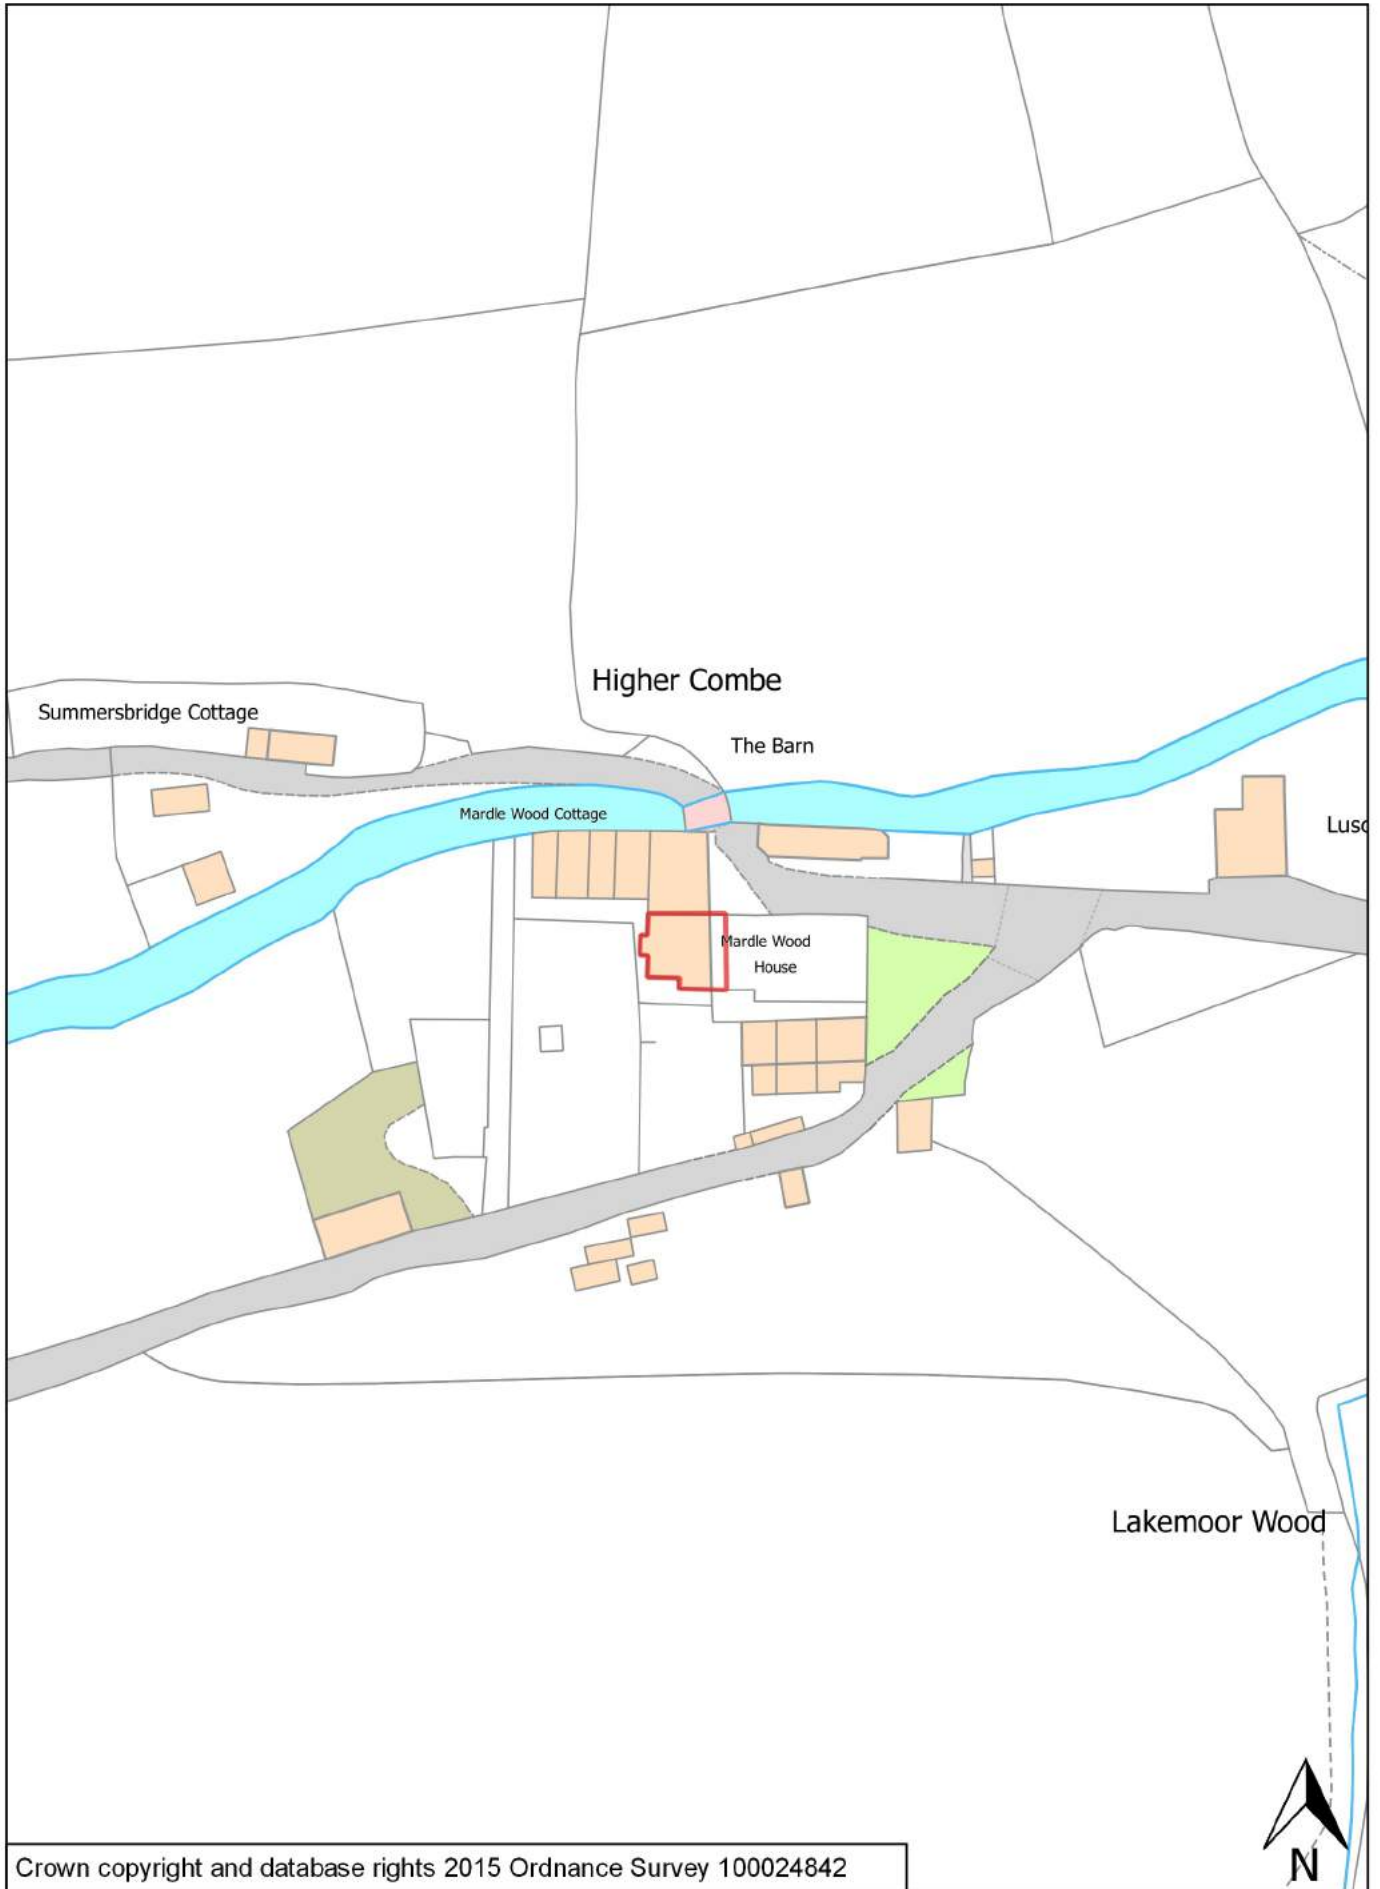 Higher Combe
Summersbridge Cottage
The Barn
Mardle Wood Cottage
Lusc
Mardle Wood
House
Lakemoor Wood
N
Crown copyright and database rights 2015 Ordnance Survey 100024842